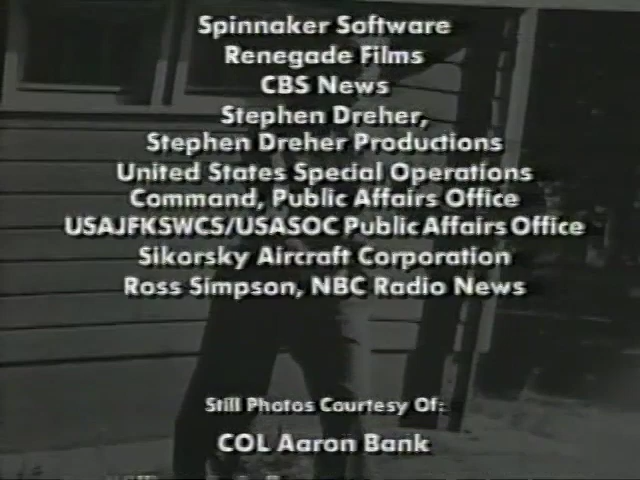 Spinnaker Software
Renegade Films
CBS News
Stephen Dreher,
Stephen Dreher Productions
United States Special Operations
Command, Public Affairs Office
USAJFKSWCS/USASOC Public Affairs Office
Sikorsky Aircraft Corporation
Ross Simpson, NBC Radio News
Still Photos Courtesy Of:
COL Aaron Bank